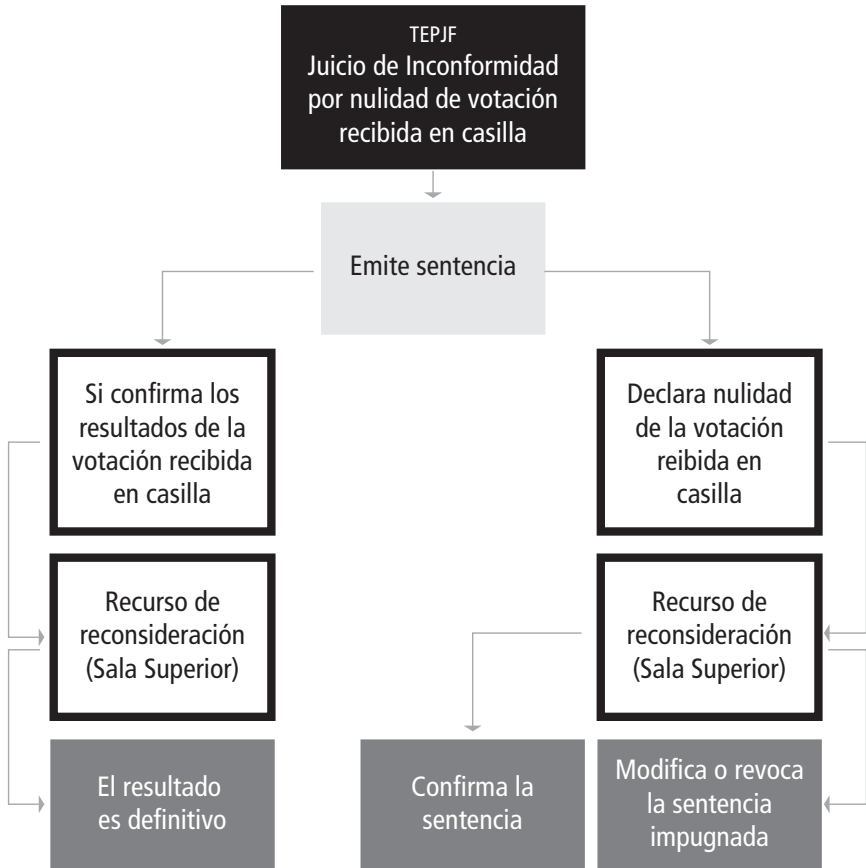 TEPJF
Juicio de Inconformidad
por nulidad de votación
recibida en casilla
Emite sentencia
Si confirma los
resultados de la
votación recibida
en casilla
Declara nulidad
de la votación
reibida en
casilla
Recurso de
reconsideración
(Sala Superior)
Recurso de
reconsideración
(Sala Superior)
El resultado
es definitivo
Confirma la
sentencia
Modifica o revoca
la sentencia
impugnada